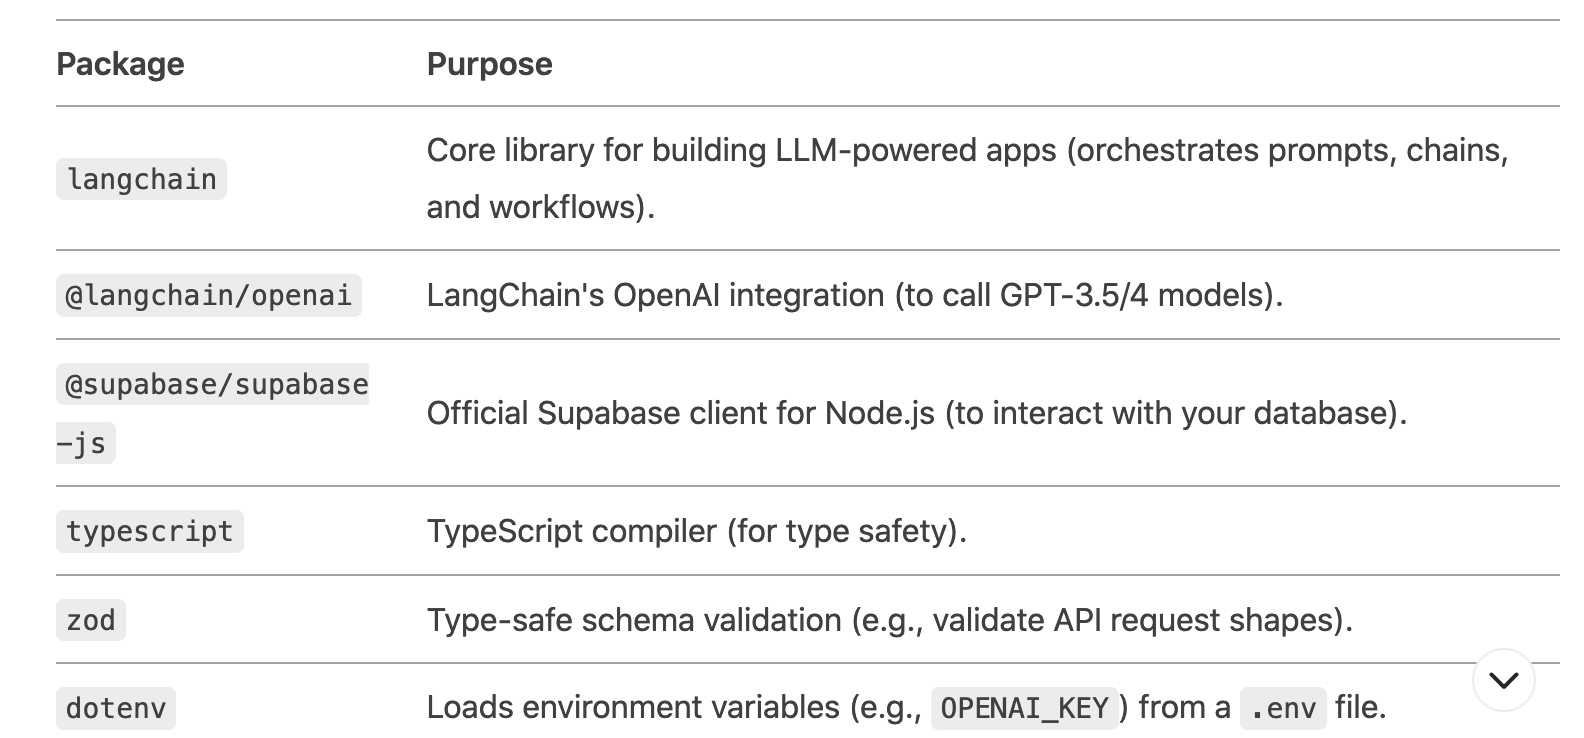 Package Purpose
langchain Core library for building LLM-powered apps (orchestrates prompts, chains,
and workflows).
@langchain/openai LangChain's OpenAI integration (to call GPT-3.5/4 models).
@supabase/supabase
-js Official Supabase client for Node.js (to interact with your database).
typescript TypeScript compiler (for type safety).
zod Type-safe schema validation (e.g., validate API request shapes).
dotenv Loads environment variables (e.g., OPENAI_KEY) from a .env file.